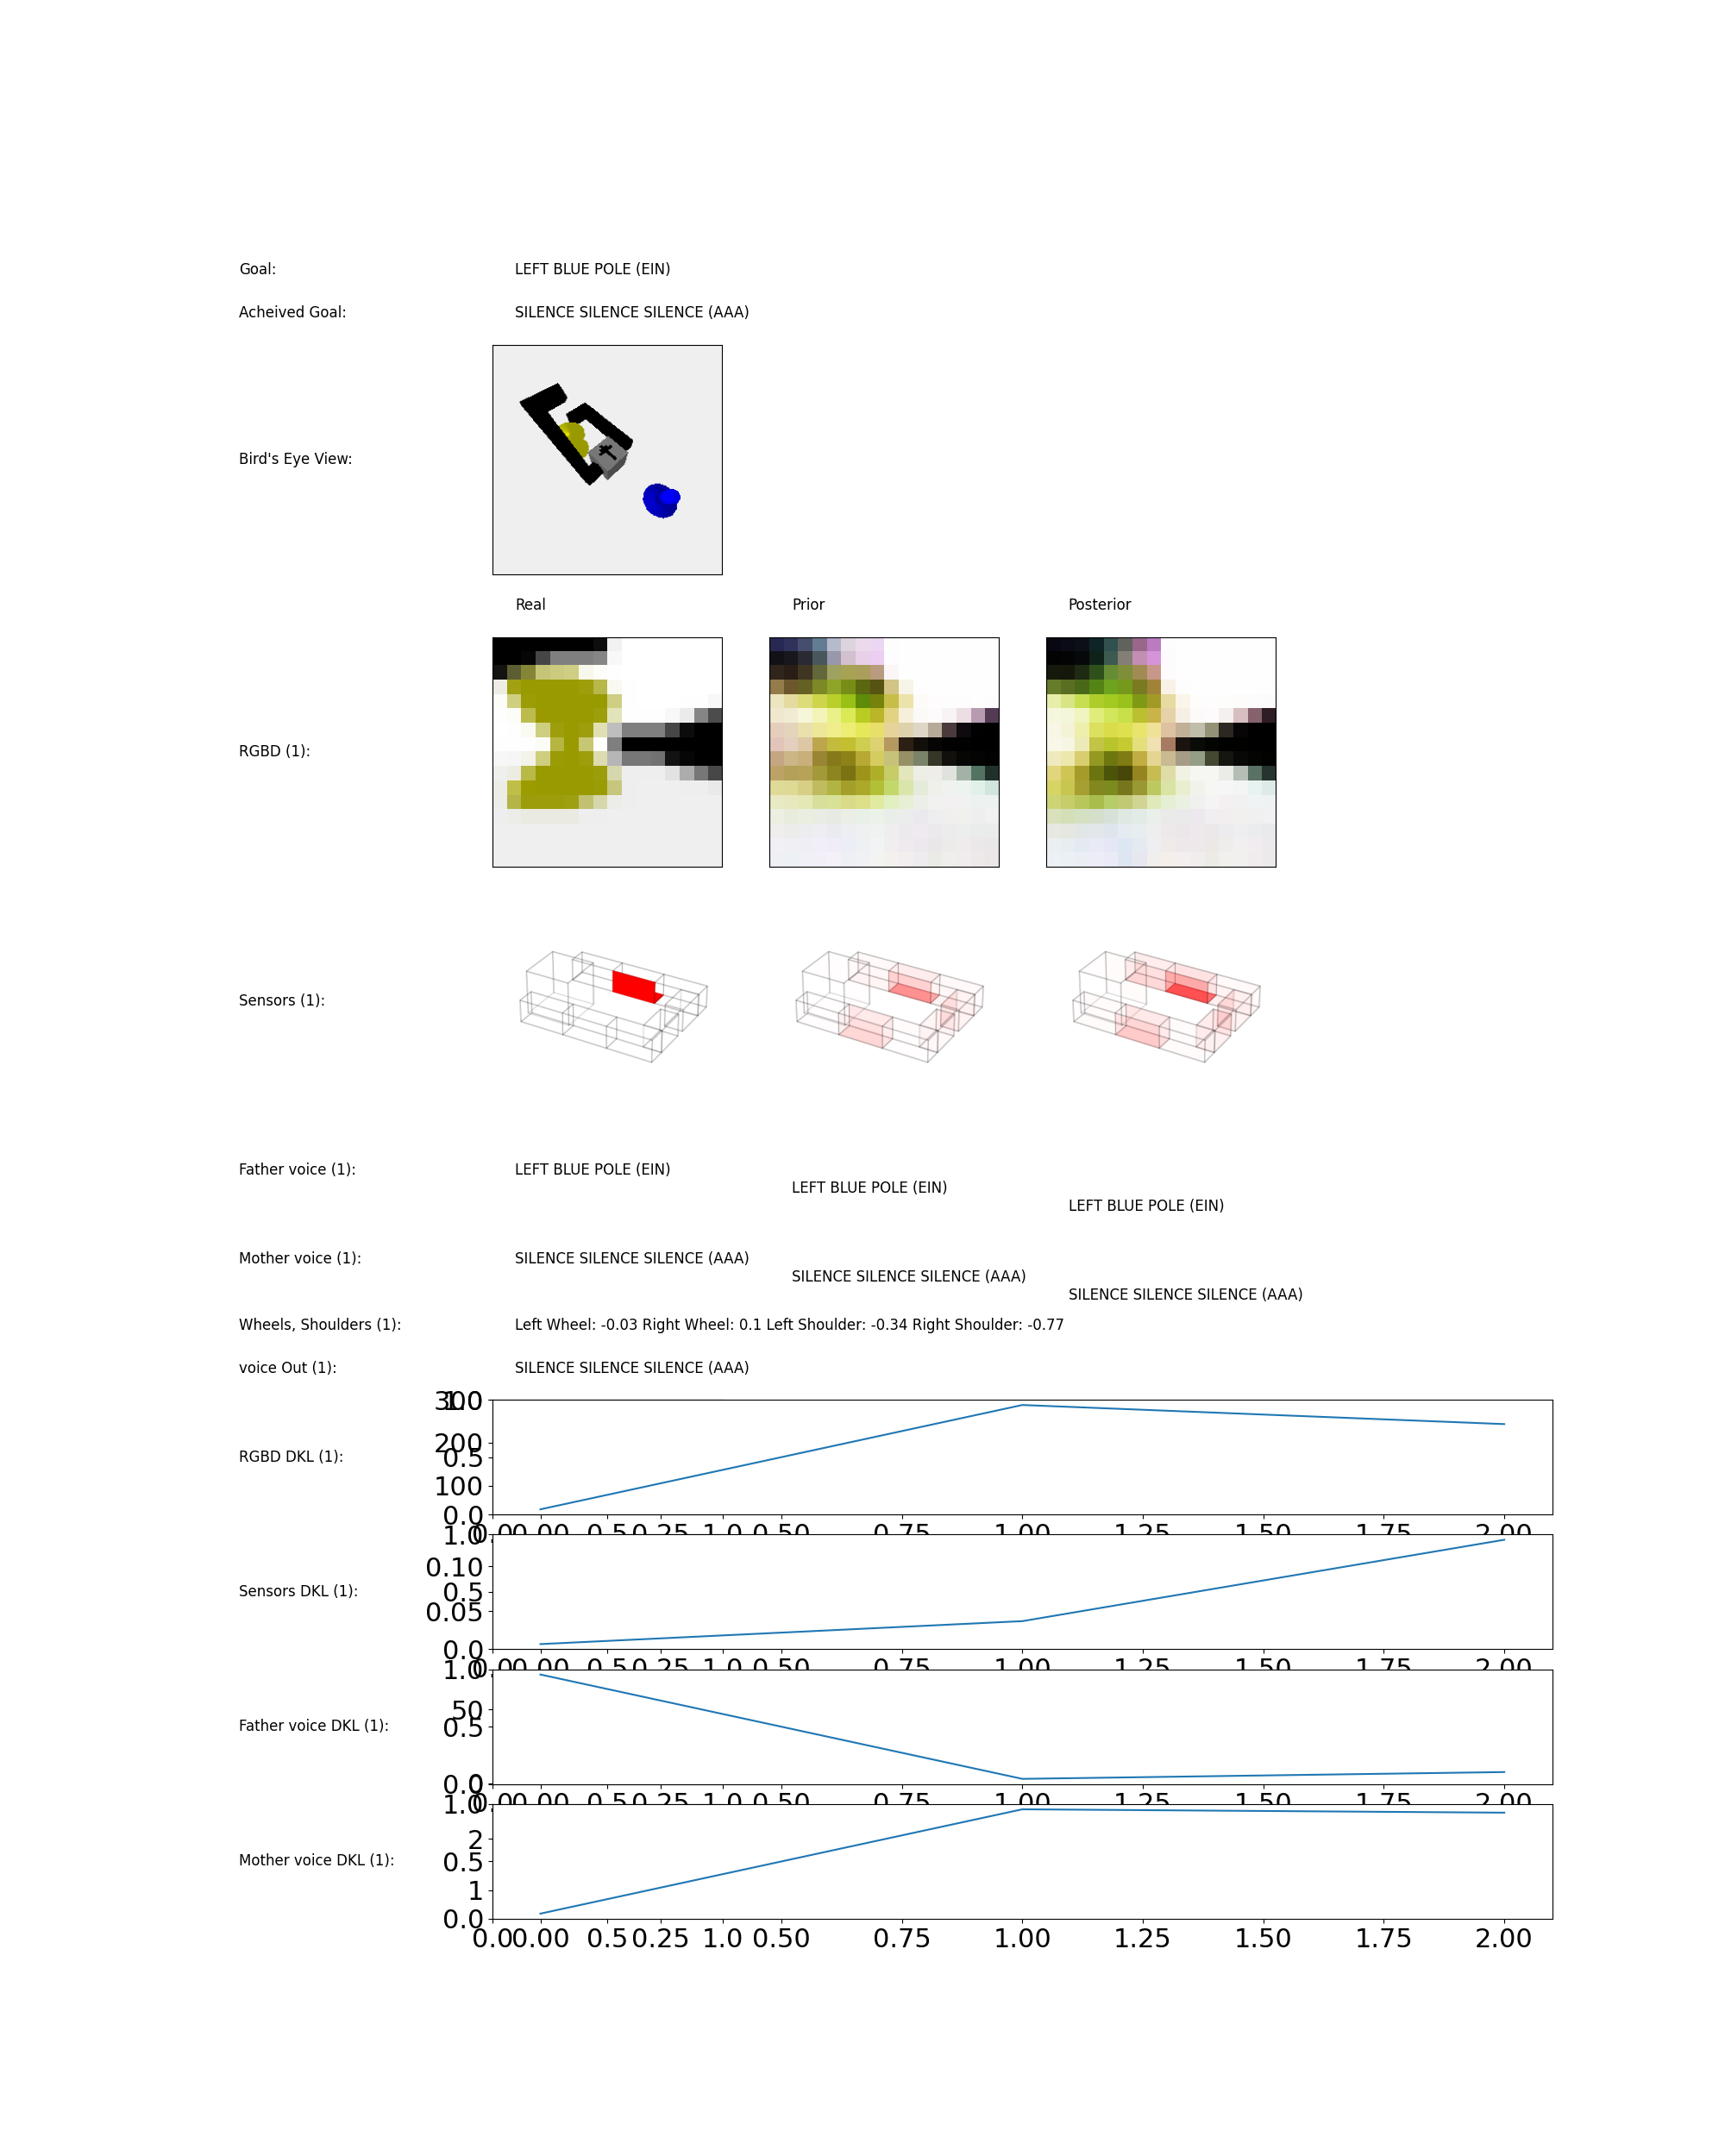 Goal: LEFT BLUE POLE (EIN)
Acheived Goal: SILENCE SILENCE SILENCE (AAA)
Bird's Eye View:
Real Prior Posterior
RGBD (1):
Sensors (1):
Father voice (1): LEFT BLUE POLE (EIN)
LEFT BLUE POLE (EIN)
LEFT BLUE POLE (EIN)
Mother voice (1): SILENCE SILENCE SILENCE (AAA)
SILENCE SILENCE SILENCE (AAA)
SILENCE SILENCE SILENCE (AAA)
Wheels, Shoulders (1): Left Wheel: -0.03 Right Wheel: 0.1 Left Shoulder: -0.34 Right Shoulder: -0.77
voice Out (1): SILENCE SILENCE SILENCE (AAA)
300 1.0
200
RGBD DKL (1): 0.5
100
0.0
0.0 0.00 0.5 0.25 1.0 0.50 0.75 1.00 1.25 1.50 1.75 2.00
1.0
0.10
Sensors DKL (1): 0.5
0.05
0.0
0.0 0.00 0.5 0.25 1.0 0.50 0.75 1.00 1.25 1.50 1.75 2.00
1.0
50
Father voice DKL (1): 0.5
0.0 0
0.0 0.00 0.5 0.25 1.0 0.50 0.75 1.00 1.25 1.50 1.75 2.00
1.0
2
Mother voice DKL (1): 0.5
1
0.0
0.0 0.00 0.5 0.25 1.0 0.50 0.75 1.00 1.25 1.50 1.75 2.00